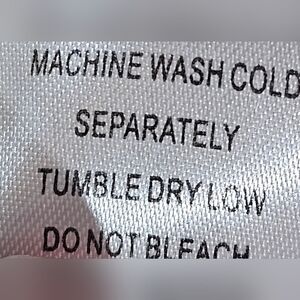 MACHINE WASH COLD
SEPARATELY
TUMBLE DRY LOW
DO NOT BLEACH